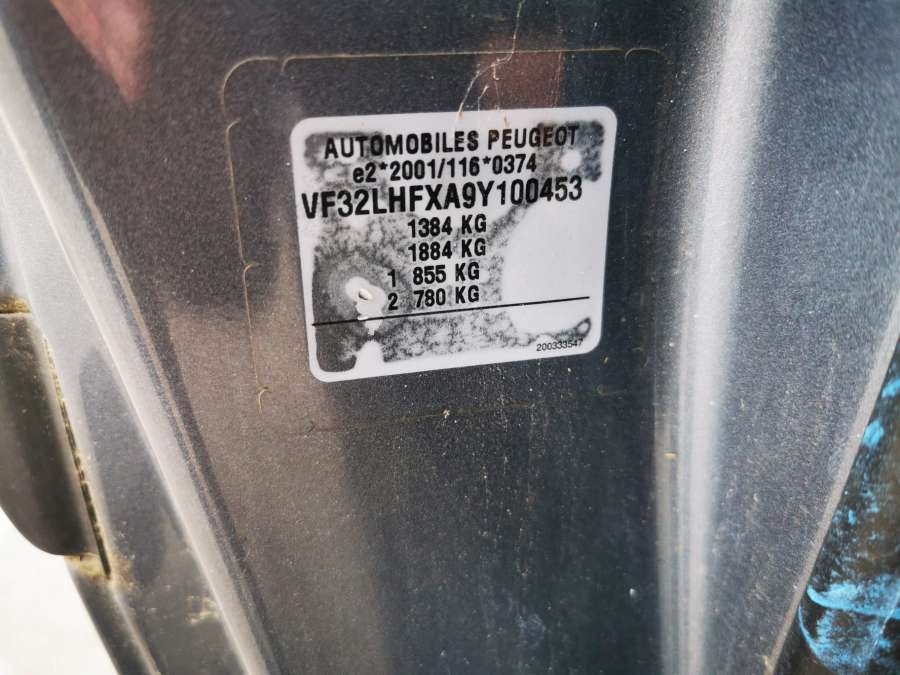 AUTOMOBILES PEUGEOT
e2*2001/116*0374
VF32LHFXA9Y100453
1384 KG
1884 KG
1 855 KG
2 780 KG
200333547